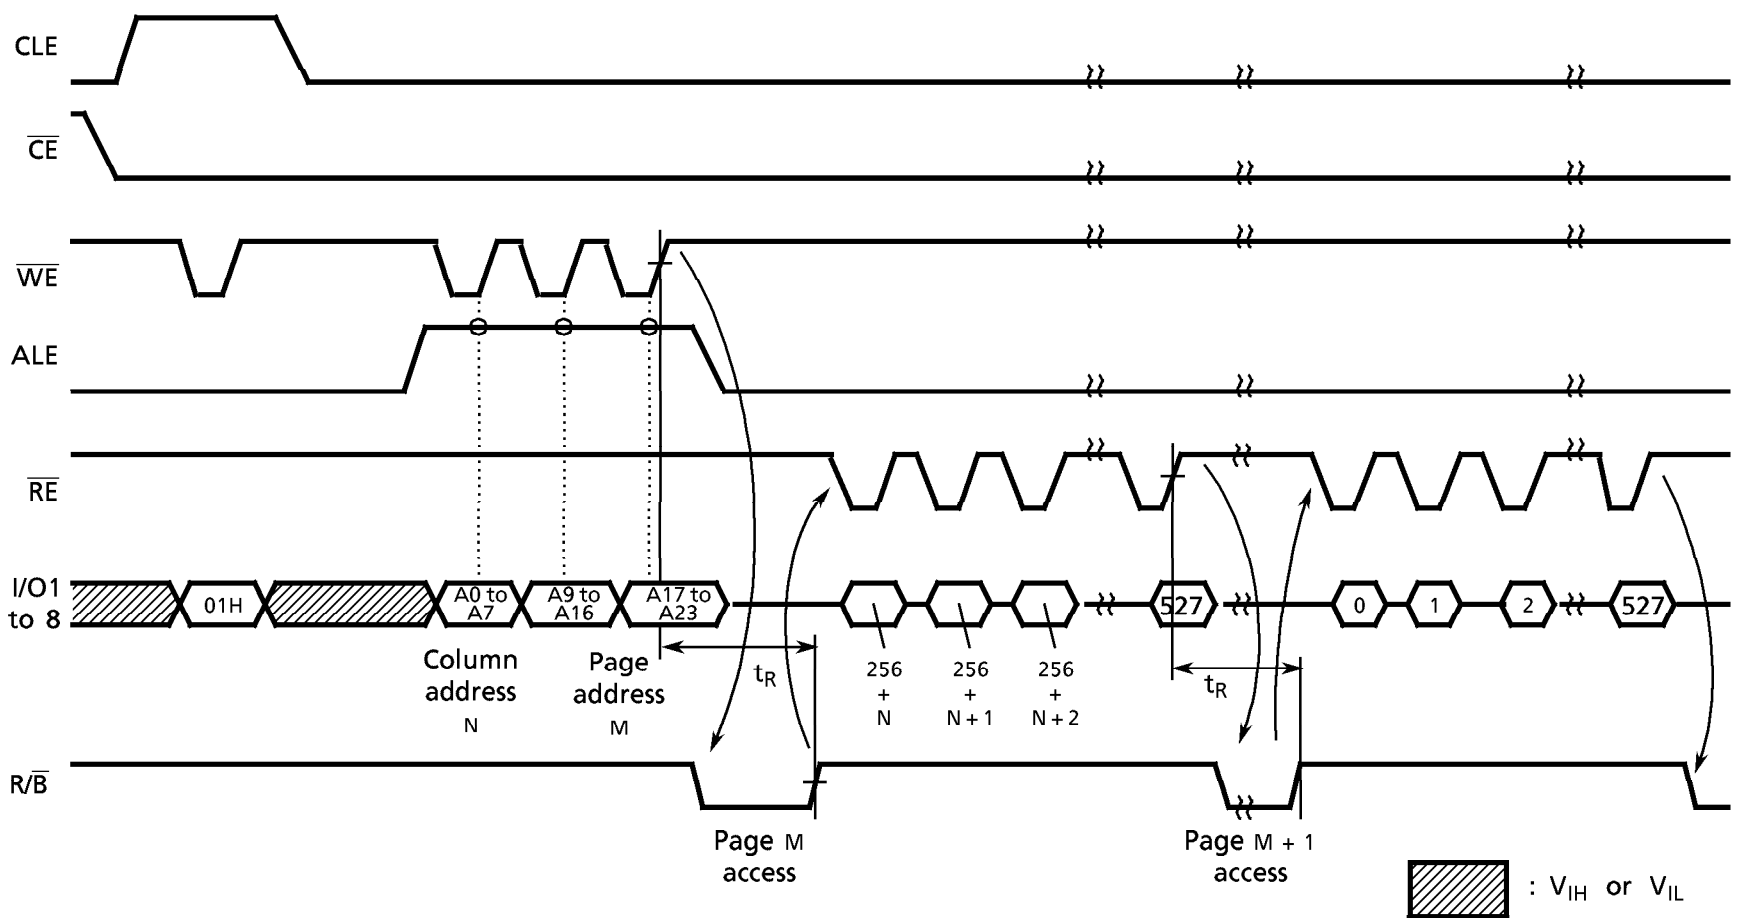 CLE
CE
WE
ALE
RE
I/O1
to 8
01H
A0 to
A7
A9 to
A16
A17 to
A23
527
0
1
2
527
Column
address
N
Page
address
M
tR
256
+
N
256
+
N + 1
256
+
N + 2
tR
R/B
Page M
access
Page M + 1
access
: VIH or VIL